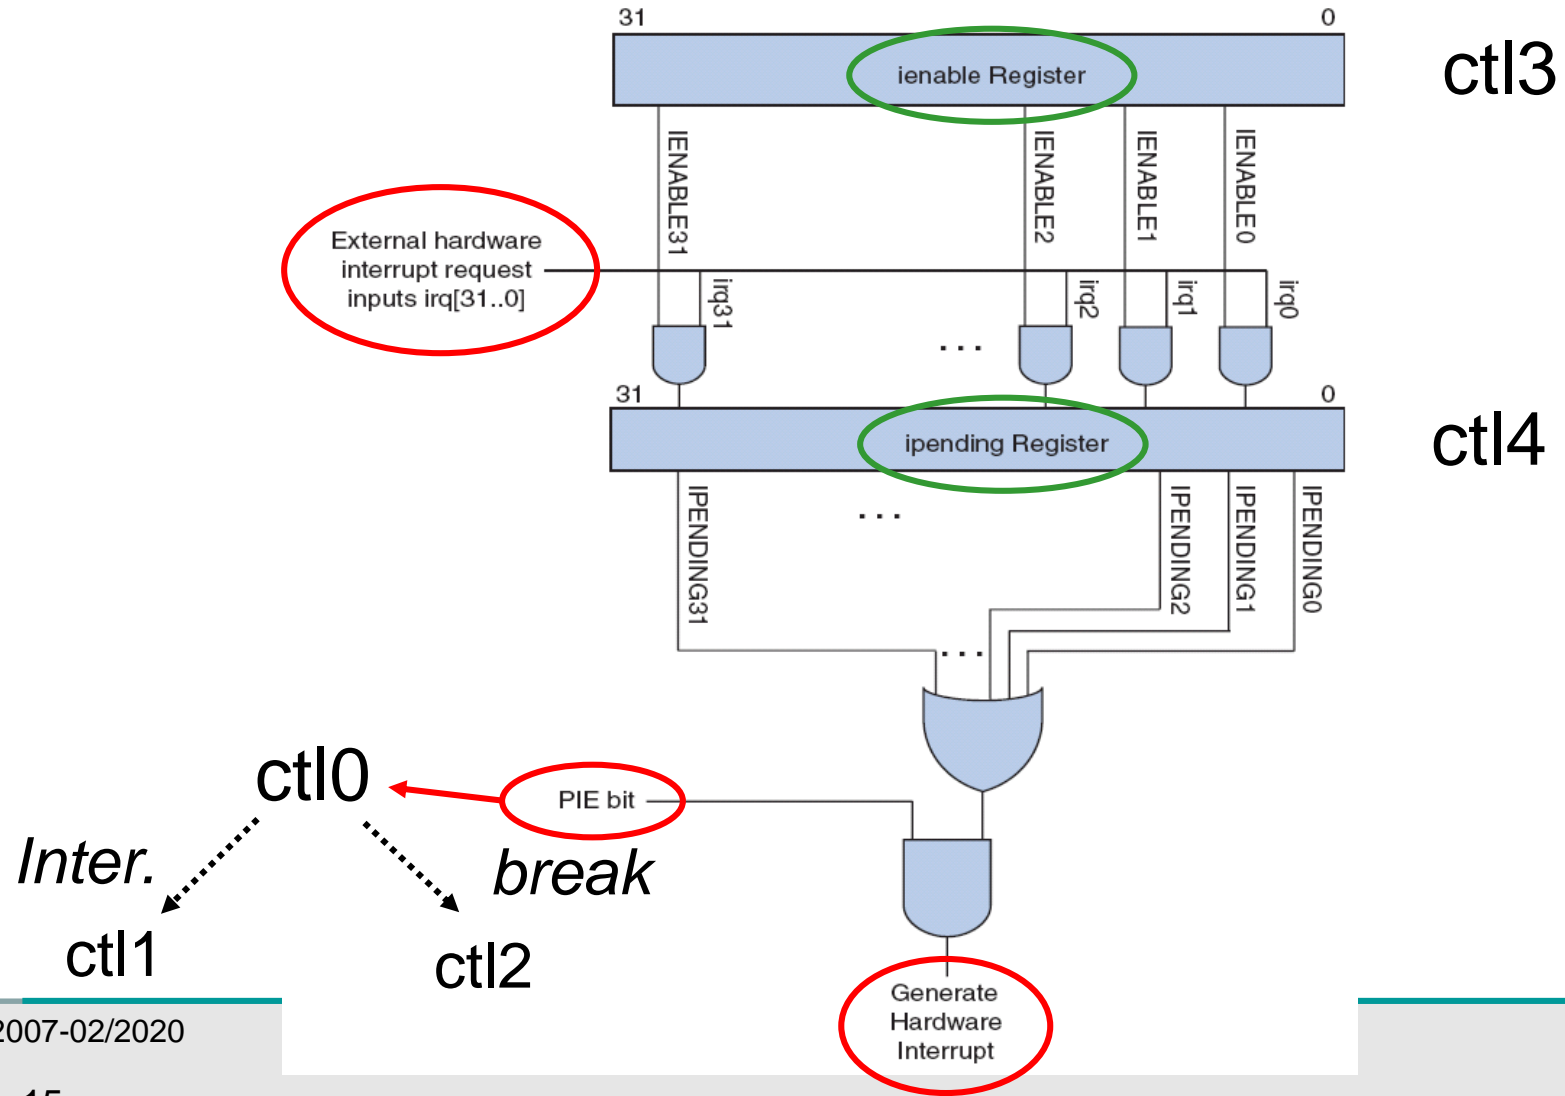 31
0
ienable Register
ctl3
IENABLE31
IENABLE2
IENABLE1
IENABLE0
External hardware
interrupt request
inputs irq[31..0]
irq31
irq2
irq1
irq0
...
31
0
ipending Register
ctl4
...
IPENDING31
IPENDING2
IPENDING1
IPENDING0
...
ctl0
PIE bit
Inter.
break
ctl1
ctl2
Generate
Hardware
Interrupt
2007-02/2020
15